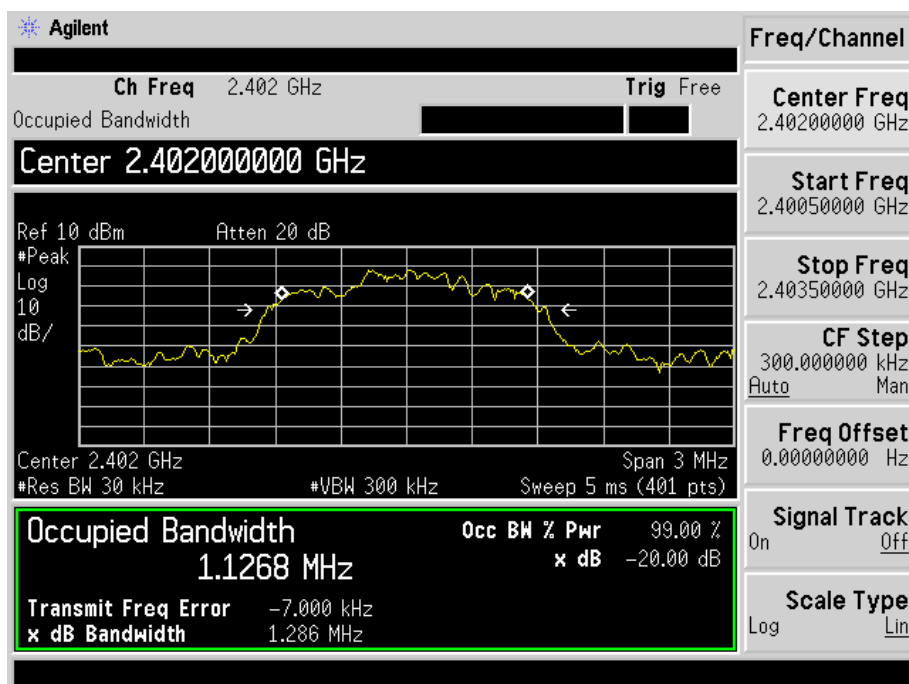 Agilent
Ch Freq 2.402 GHz Trig Free
Occupied Bandwidth
Center 2.402000000 GHz
Ref 10 dBm Atten 20 dB
#Peak
Log
10
dB/
Center 2.402 GHz Span 3 MHz
#Res BW 30 kHz #VBW 300 kHz Sweep 5 ms (401 pts)
Occupied Bandwidth Occ BW % Pwr 99.00 %
1.1268 MHz x dB -20.00 dB
Transmit Freq Error -7.000 kHz
x dB Bandwidth 1.286 MHz
Freq/Channel
Center Freq
2.40200000 GHz
Start Freq
2.40050000 GHz
Stop Freq
2.40350000 GHz
CF Step
300.000000 kHz
Auto Man
Freq Offset
0.00000000 Hz
Signal Track
On Off
Scale Type
Log Lin